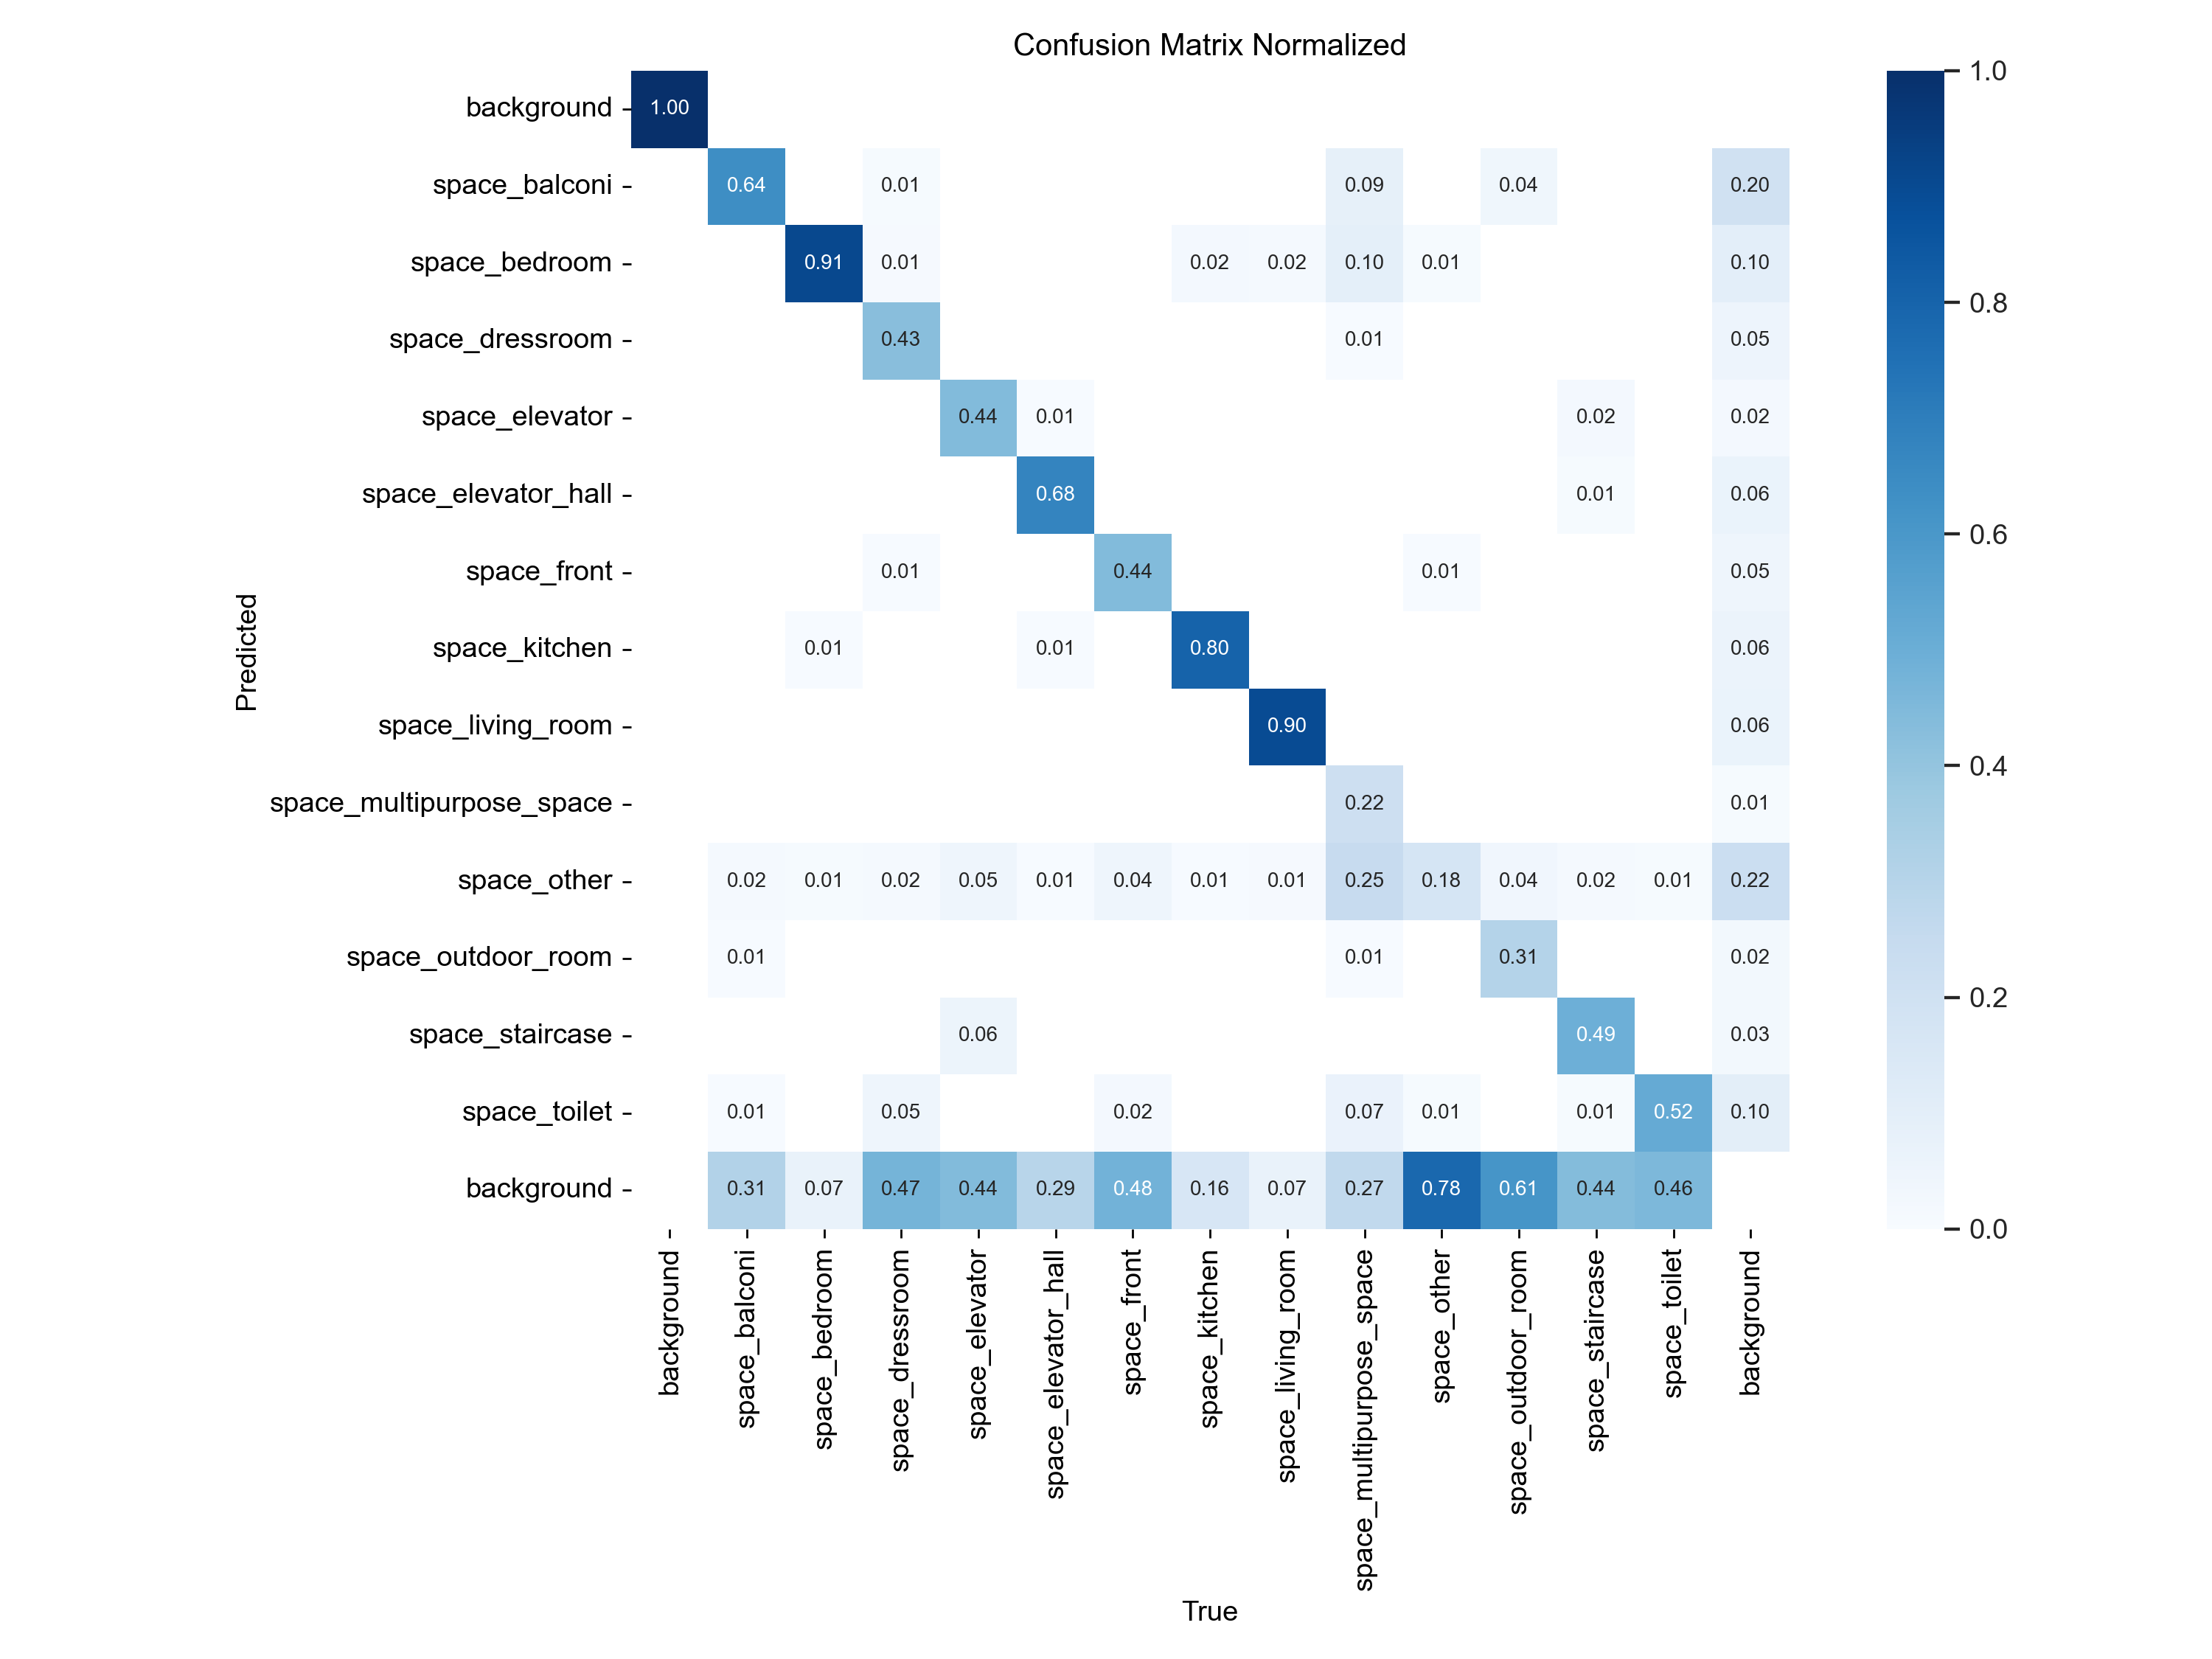 Confusion Matrix Normalized
background 1.00
space_balconi 0.64 0.01 0.09 0.04 0.20
space_bedroom 0.91 0.01 0.02 0.02 0.10 0.01 0.10
space_dressroom 0.43 0.01 0.05
space_elevator 0.44 0.01 0.02 0.02
space_elevator_hall 0.68 0.01 0.06
space_front 0.01 0.44 0.01 0.05
space_kitchen 0.01 0.01 0.80 0.06
space_living_room 0.90 0.06
space_multipurpose_space 0.22 0.01
space_other 0.02 0.01 0.02 0.05 0.01 0.04 0.01 0.01 0.25 0.18 0.04 0.02 0.01 0.22
space_outdoor_room 0.01 0.01 0.31 0.02
space_staircase 0.06 0.49 0.03
space_toilet 0.01 0.05 0.02 0.07 0.01 0.01 0.52 0.10
background 0.31 0.07 0.47 0.44 0.29 0.48 0.16 0.07 0.27 0.78 0.61 0.44 0.46
Predicted
background
space_balconi
space_bedroom
space_dressroom
space_elevator
space_elevator_hall
space_front
space_kitchen
space_living_room
space_multipurpose_space
space_other
space_outdoor_room
space_staircase
space_toilet
background
True
1.0
0.8
0.6
0.4
0.2
0.0